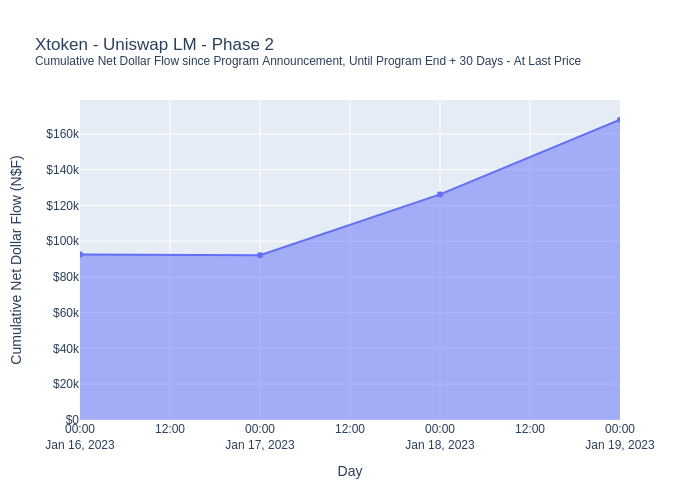 Xtoken - Uniswap LM - Phase 2
Cumulative Net Dollar Flow since Program Announcement, Until Program End + 30 Days - At Last Price
Cumulative Net Dollar Flow (N$F)
$160k
$140k
$120k
$100k
$80k
$60k
$40k
$20k
$0
00:00 12:00 00:00 12:00 00:00 12:00 00:00
Jan 16, 2023 Jan 17, 2023 Jan 18, 2023 Jan 19, 2023
Day